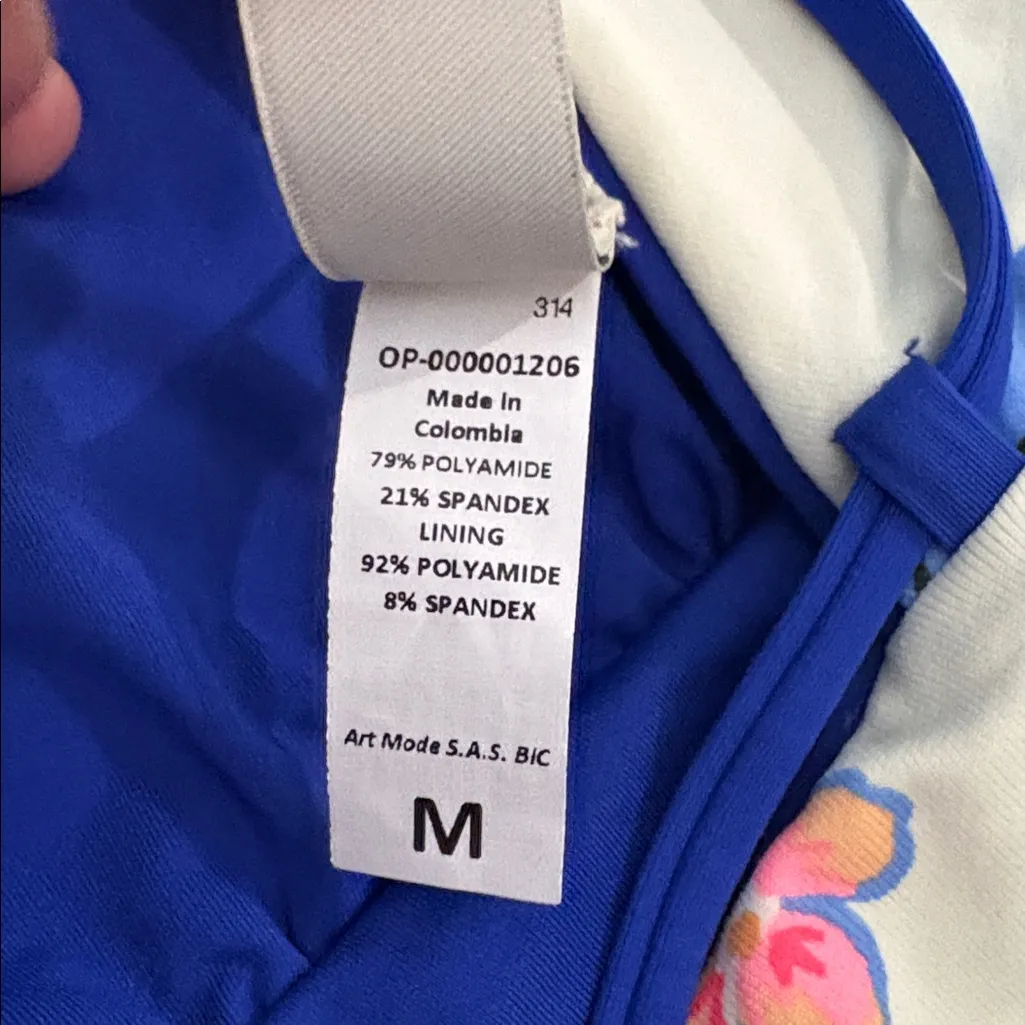 314
OP-000001206
Made in
Colombia
79% POLYAMIDE
21% SPANDEX
LINING
92% POLYAMIDE
8% SPANDEX
Art Mode S.A.S. BIC
M